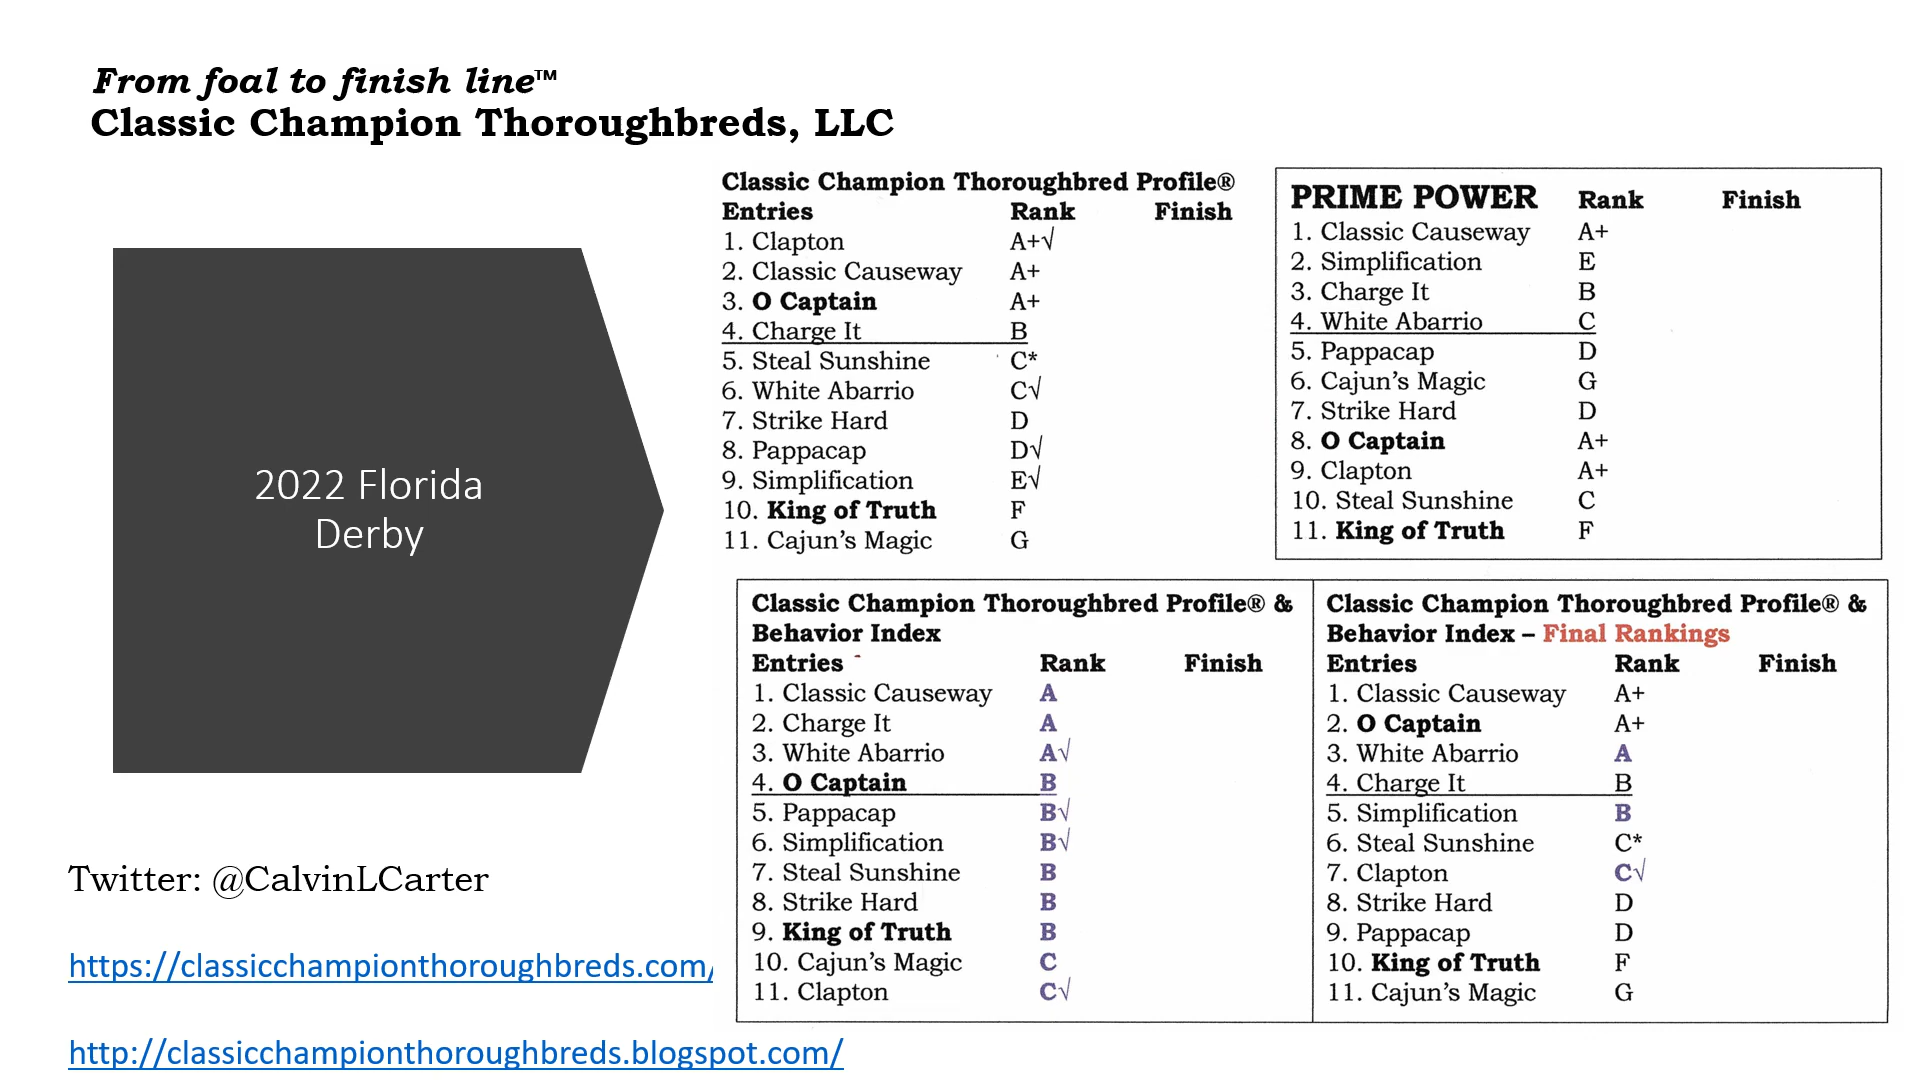 From foal to finish line™
Classic Champion Thoroughbreds, LLC
2022 Florida
Derby
Twitter: @CalvinLCarter
https://classicchampionthoroughbreds.com/
http://classicchampionthoroughbreds.blogspot.com/
Classic Champion Thoroughbred Profile®
Entries Rank Finish
1. Clapton A+√
2. Classic Causeway A+
3. O Captain A+
4. Charge It B
5. Steal Sunshine C*
6. White Abarrio C√
7. Strike Hard D
8. Pappacap D√
9. Simplification E√
10. King of Truth F
11. Cajun's Magic G
PRIME POWER Rank Finish
1. Classic Causeway A+
2. Simplification E
3. Charge It B
4. White Abarrio C
5. Pappacap D
6. Cajun's Magic G
7. Strike Hard D
8. O Captain A+
9. Clapton A+
10. Steal Sunshine C
11. King of Truth F
Classic Champion Thoroughbred Profile® &
Behavior Index
Entries Rank Finish
1. Classic Causeway A
2. Charge It A
3. White Abarrio A√
4. O Captain B
5. Pappacap B√
6. Simplification B√
7. Steal Sunshine B
8. Strike Hard B
9. King of Truth B
10. Cajun's Magic C
11. Clapton C√
Classic Champion Thoroughbred Profile® &
Behavior Index – Final Rankings
Entries Rank Finish
1. Classic Causeway A+
2. O Captain A+
3. White Abarrio A
4. Charge It B
5. Simplification B
6. Steal Sunshine C*
7. Clapton C√
8. Strike Hard D
9. Pappacap D
10. King of Truth F
11. Cajun's Magic G